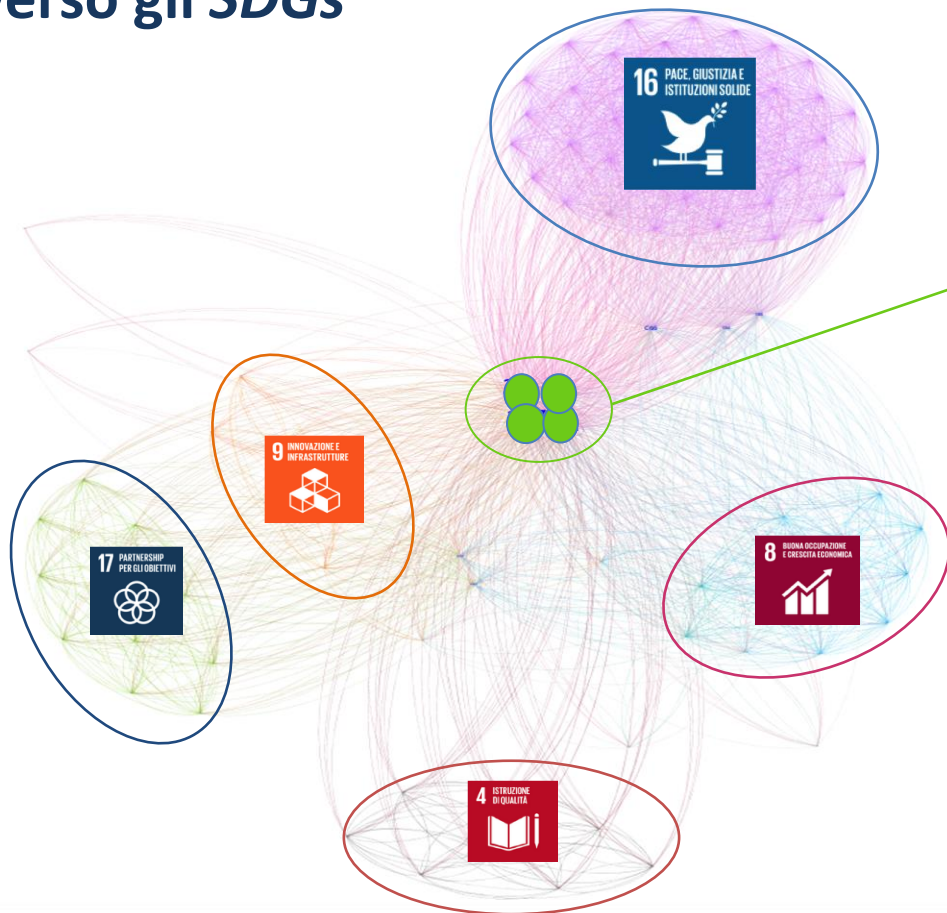 verso gli SDGs
16 PACE, GIUSTIZIA E
ISTITUZIONI SOLIDE
9 INNOVAZIONE E
INFRASTRUTTURE
17 PARTNERSHIP
PER GLI OBIETTIVI
8 BUONA OCCUPAZIONE
E CRESCITA ECONOMICA
4 ISTRUZIONE
DI QUALITÀ